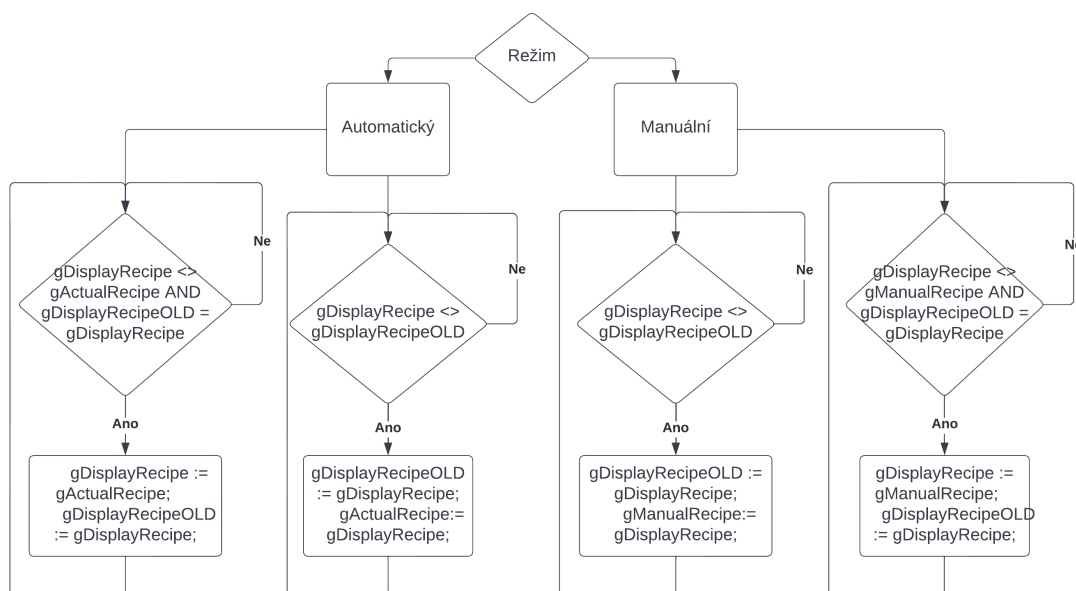 Režim
Automatický
Manuální
gDisplayRecipe <>
gActualRecipe AND
gDisplayRecipeOLD =
gDisplayRecipe
Ne
gDisplayRecipe <>
gDisplayRecipeOLD
Ne
gDisplayRecipe <>
gDisplayRecipeOLD
Ne
gDisplayRecipe <>
gManualRecipe AND
gDisplayRecipeOLD =
gDisplayRecipe
Ano
Ano
Ano
Ano
gDisplayRecipe :=
gActualRecipe;
gDisplayRecipeOLD
:= gDisplayRecipe;
gDisplayRecipeOLD
:= gDisplayRecipe;
gActualRecipe:=
gDisplayRecipe;
gDisplayRecipeOLD :=
gDisplayRecipe;
gManualRecipe:=
gDisplayRecipe;
gDisplayRecipe :=
gManualRecipe;
gDisplayRecipeOLD
:= gDisplayRecipe;